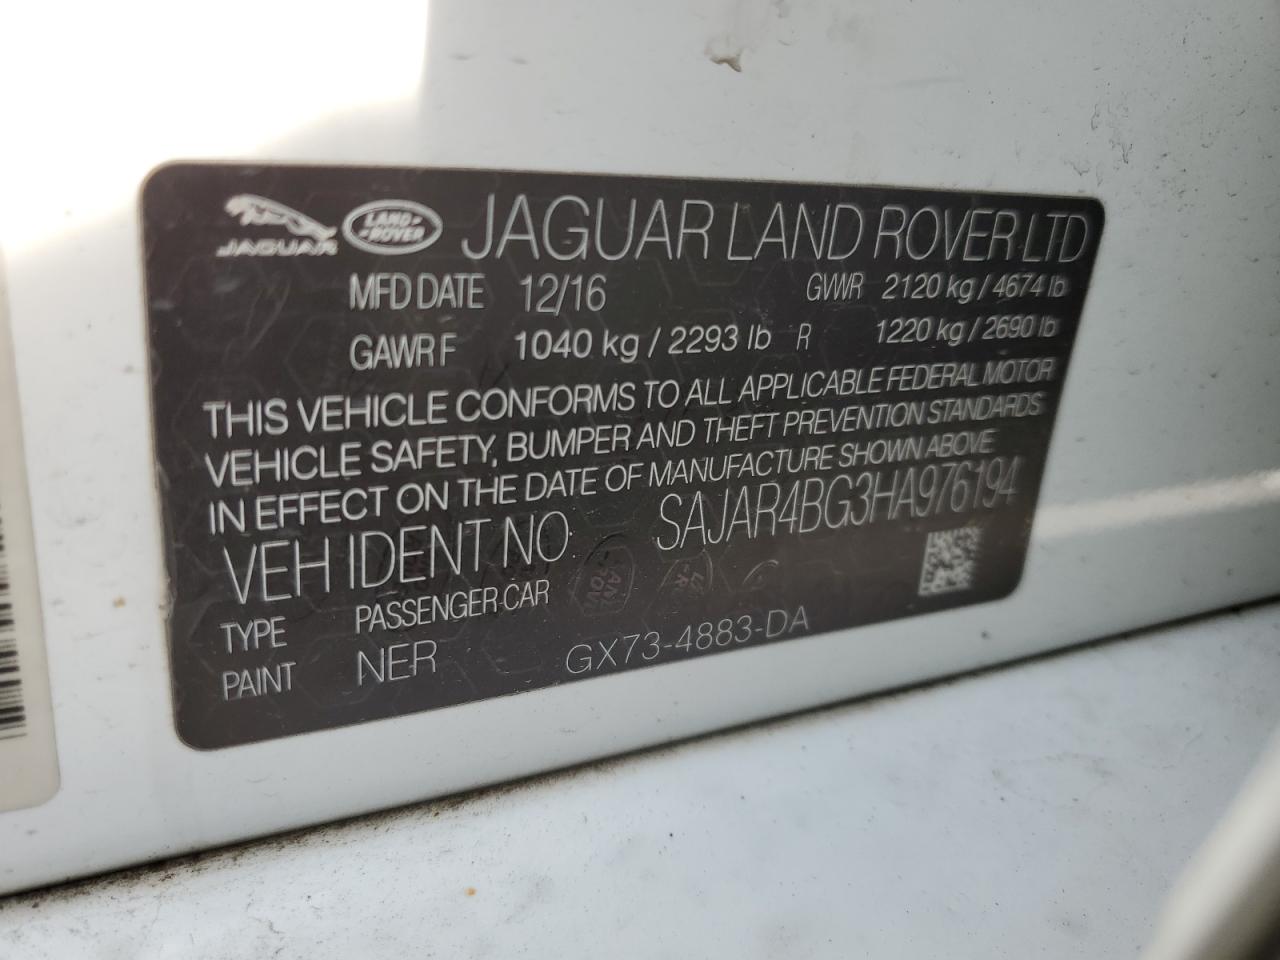 JAGUAR LAND ROVER JAGUAR LAND ROVER LTD
MFD DATE 12/16 GVWR 2120 kg / 4674 lb
GAWR F 1040 kg / 2293 lb R 1220 kg / 2690 lb
THIS VEHICLE CONFORMS TO ALL APPLICABLE FEDERAL MOTOR
VEHICLE SAFETY, BUMPER AND THEFT PREVENTION STANDARDS
IN EFFECT ON THE DATE OF MANUFACTURE SHOWN ABOVE
VEH IDENT NO SAJAR4BG3HA976194
TYPE PASSENGER CAR
PAINT NER GX73-4883-DA